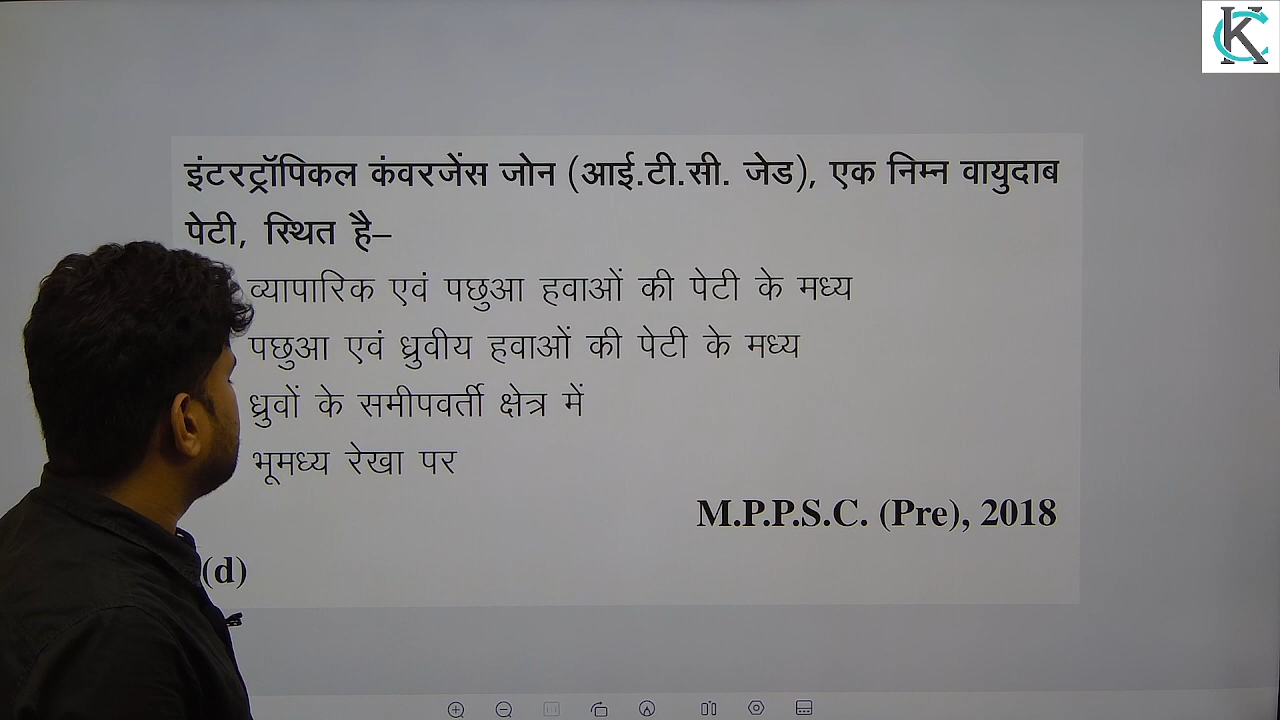 इंटरट्रॉपिकल कंवरजेंस जोन (आई.टी.सी. जेड), एक निम्न वायुदाब
पेटी, स्थित है–
व्यापारिक एवं पछुआ हवाओं की पेटी के मध्य
पछुआ एवं ध्रुवीय हवाओं की पेटी के मध्य
ध्रुवों के समीपवर्ती क्षेत्र में
भूमध्य रेखा पर
M.P.P.S.C. (Pre), 2018
(d)
KC